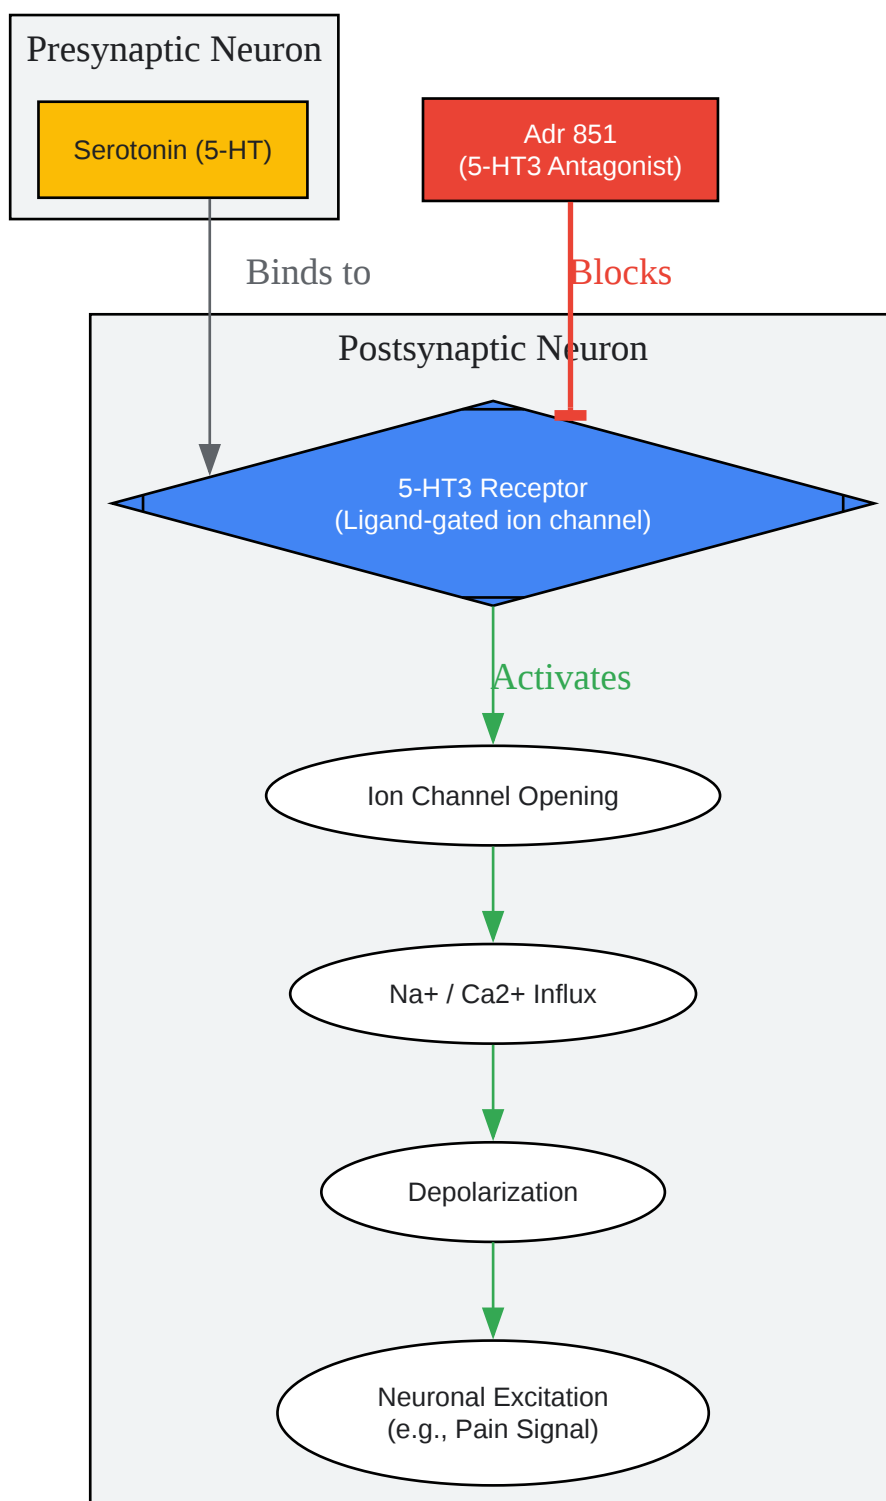 Presynaptic Neuron
Serotonin (5-HT)
Adr 851
(5-HT3 Antagonist)
Binds to
Blocks
Postsynaptic Neuron
5-HT3 Receptor
(Ligand-gated ion channel)
Activates
Ion Channel Opening
Na+ / Ca2+ Influx
Depolarization
Neuronal Excitation
(e.g., Pain Signal)